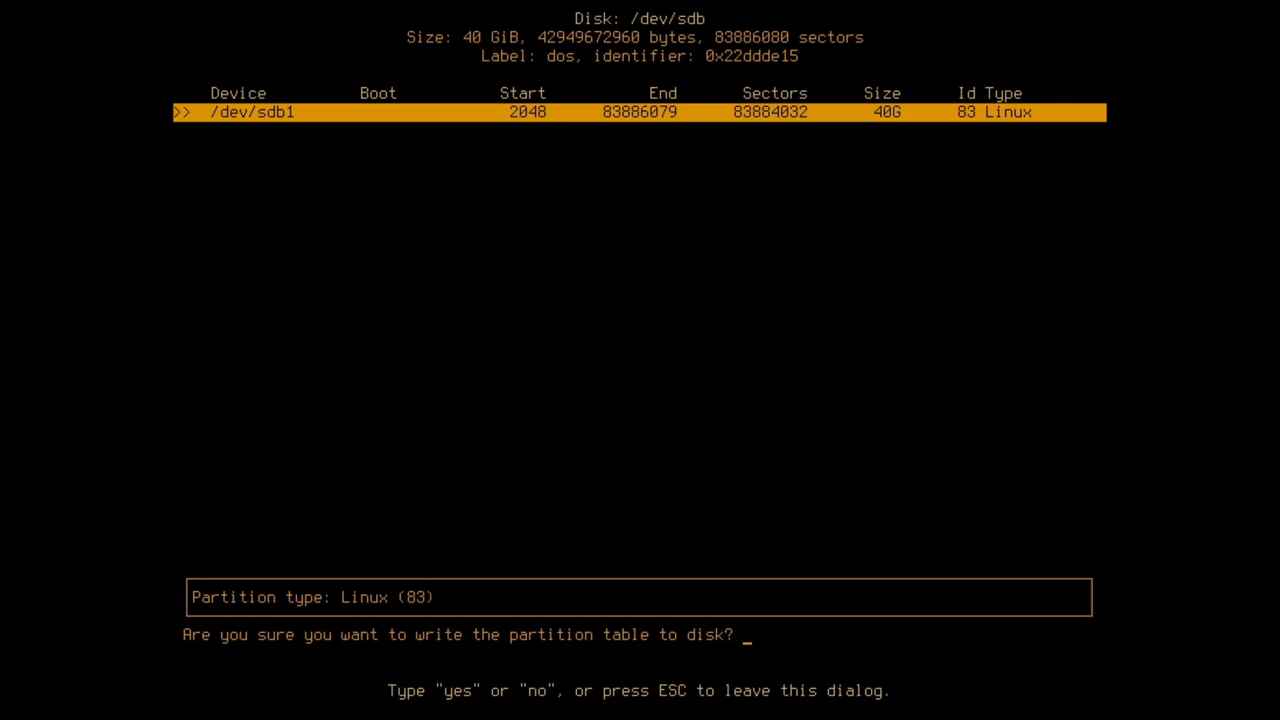 Disk: /dev/sdb
Size: 40 GiB, 42949672960 bytes, 83886080 sectors
Label: dos, identifier: 0x22ddde15
Device Boot Start End Sectors Size Id Type
>> /dev/sdb1 2048 83886079 83884032 40G 83 Linux
Partition type: Linux (83)
Are you sure you want to write the partition table to disk? _
Type "yes" or "no", or press ESC to leave this dialog.